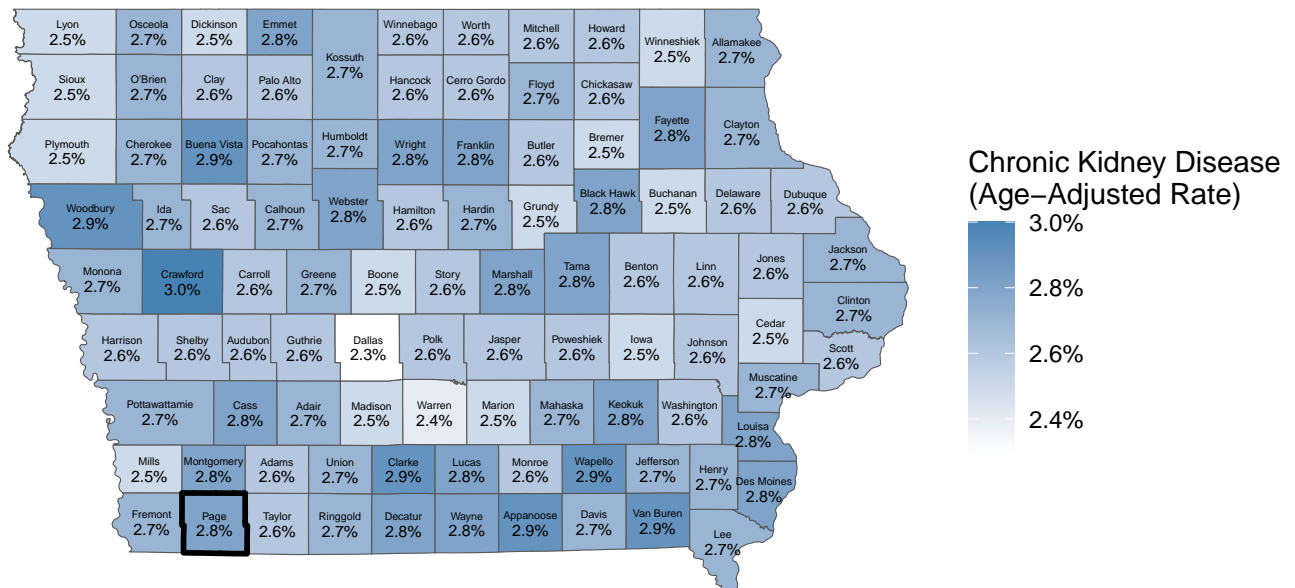 Lyon
2.5%
Osceola
2.7%
Dickinson
2.5%
Emmet
2.8%
Kossuth
2.7%
Winnebago
2.6%
Worth
2.6%
Mitchell
2.6%
Howard
2.6%
Winneshiek
2.5%
Allamakee
2.7%
Sioux
2.5%
O'Brien
2.7%
Clay
2.6%
Palo Alto
2.6%
Hancock
2.6%
Cerro Gordo
2.6%
Floyd
2.7%
Chickasaw
2.6%
Fayette
2.8%
Clayton
2.7%
Plymouth
2.5%
Cherokee
2.7%
Buena Vista
2.9%
Pocahontas
2.7%
Humboldt
2.7%
Wright
2.8%
Franklin
2.8%
Butler
2.6%
Bremer
2.5%
Woodbury
2.9%
Ida
2.7%
Sac
2.6%
Calhoun
2.7%
Webster
2.8%
Hamilton
2.6%
Hardin
2.7%
Grundy
2.5%
Black Hawk
2.8%
Buchanan
2.5%
Delaware
2.6%
Dubuque
2.6%
Monona
2.7%
Crawford
3.0%
Carroll
2.6%
Greene
2.7%
Boone
2.5%
Story
2.6%
Marshall
2.8%
Tama
2.8%
Benton
2.6%
Linn
2.6%
Jones
2.6%
Jackson
2.7%
Clinton
2.7%
Harrison
2.6%
Shelby
2.6%
Audubon
2.6%
Guthrie
2.6%
Dallas
2.3%
Polk
2.6%
Jasper
2.6%
Poweshiek
2.6%
Iowa
2.5%
Johnson
2.6%
Cedar
2.5%
Scott
2.6%
Muscatine
2.7%
Pottawattamie
2.7%
Cass
2.8%
Adair
2.7%
Madison
2.5%
Warren
2.4%
Marion
2.5%
Mahaska
2.7%
Keokuk
2.8%
Washington
2.6%
Louisa
2.8%
Mills
2.5%
Montgomery
2.8%
Adams
2.6%
Union
2.7%
Clarke
2.9%
Lucas
2.8%
Monroe
2.6%
Wapello
2.9%
Jefferson
2.7%
Henry
2.7%
Des Moines
2.8%
Fremont
2.7%
Page
2.8%
Taylor
2.6%
Ringgold
2.7%
Decatur
2.8%
Wayne
2.8%
Appanoose
2.9%
Davis
2.7%
Van Buren
2.9%
Lee
2.7%
Chronic Kidney Disease
(Age−Adjusted Rate)
3.0%
2.8%
2.6%
2.4%